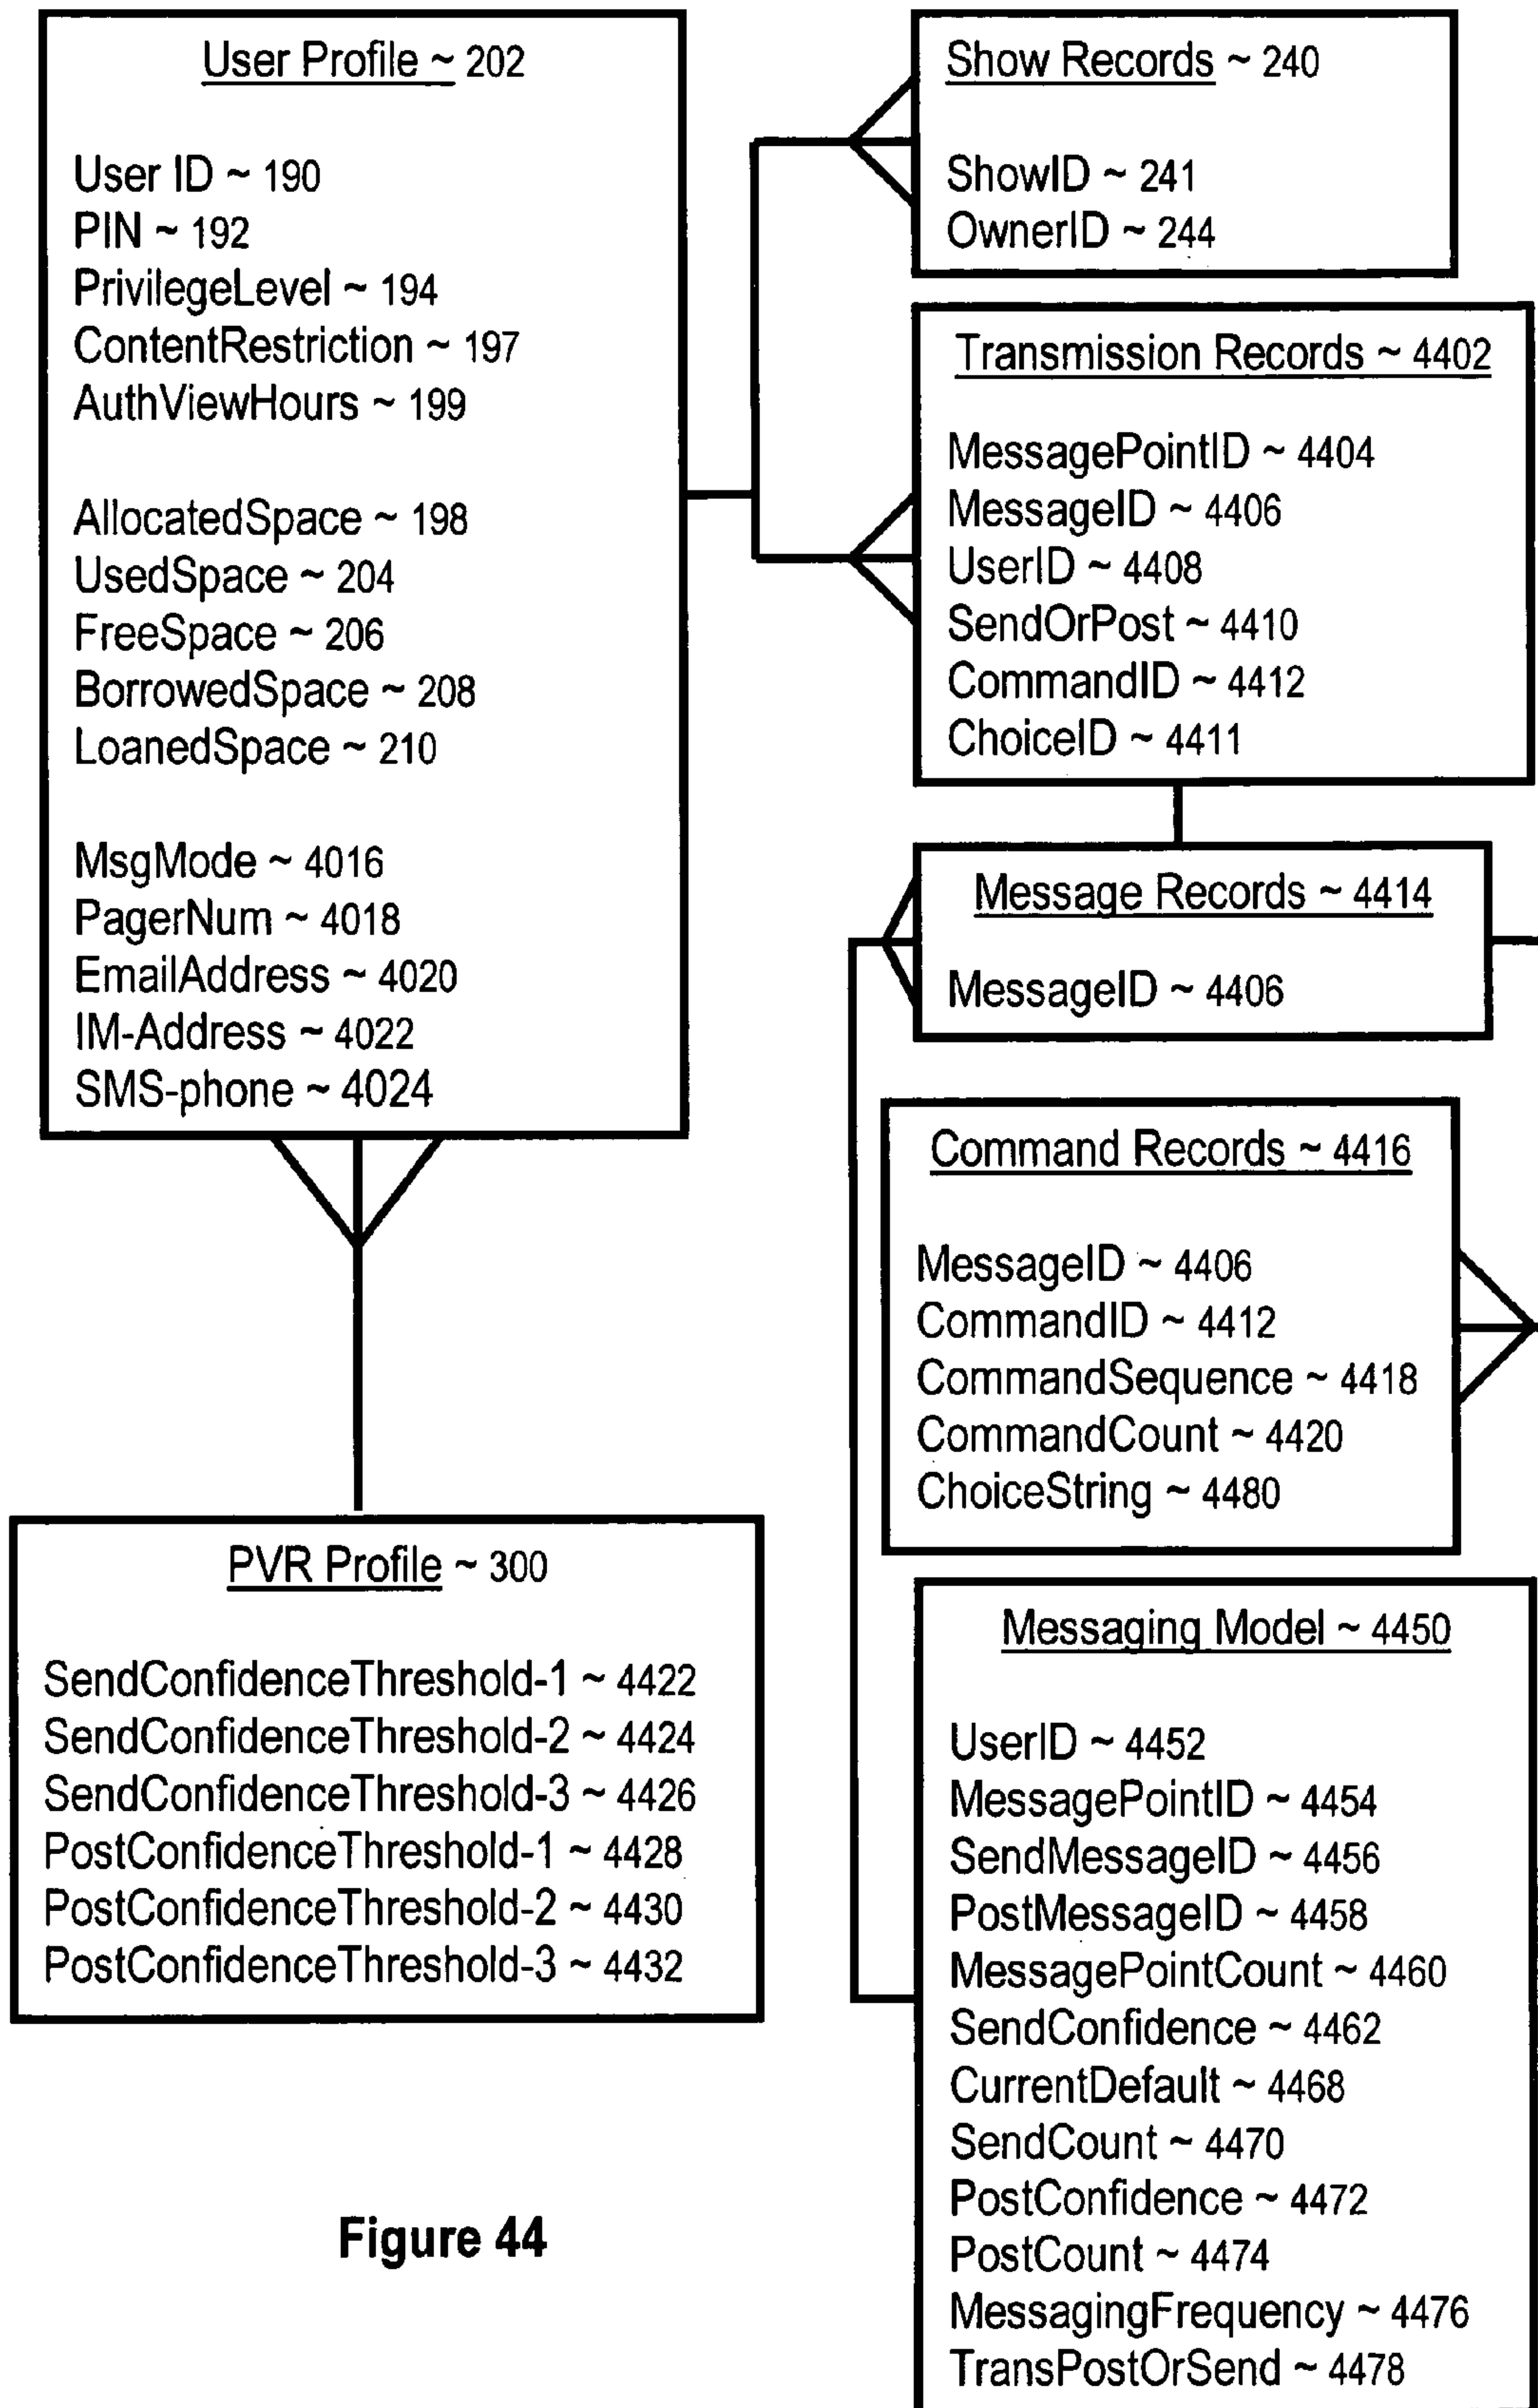 User Profile ~ 202
User ID ~ 190
PIN ~ 192
PrivilegeLevel ~ 194
ContentRestriction ~ 197
AuthViewHours ~ 199
AllocatedSpace ~ 198
UsedSpace ~ 204
FreeSpace ~ 206
BorrowedSpace ~ 208
LoanedSpace ~ 210
MsgMode ~ 4016
PagerNum ~ 4018
EmailAddress ~ 4020
IM-Address ~ 4022
SMS-phone ~ 4024
PVR Profile ~ 300
SendConfidenceThreshold-1 ~ 4422
SendConfidenceThreshold-2 ~ 4424
SendConfidenceThreshold-3 ~ 4426
PostConfidenceThreshold-1 ~ 4428
PostConfidenceThreshold-2 ~ 4430
PostConfidenceThreshold-3 ~ 4432
Show Records ~ 240
ShowID ~ 241
OwnerID ~ 244
Transmission Records ~ 4402
MessagePointID ~ 4404
MessageID ~ 4406
UserID ~ 4408
SendOrPost ~ 4410
CommandID ~ 4412
ChoiceID ~ 4411
Message Records ~ 4414
MessageID ~ 4406
Command Records ~ 4416
MessageID ~ 4406
CommandID ~ 4412
CommandSequence ~ 4418
CommandCount ~ 4420
ChoiceString ~ 4480
Messaging Model ~ 4450
UserID ~ 4452
MessagePointID ~ 4454
SendMessageID ~ 4456
PostMessageID ~ 4458
MessagePointCount ~ 4460
SendConfidence ~ 4462
CurrentDefault ~ 4468
SendCount ~ 4470
PostConfidence ~ 4472
PostCount ~ 4474
MessagingFrequency ~ 4476
TransPostOrSend ~ 4478
Figure 44